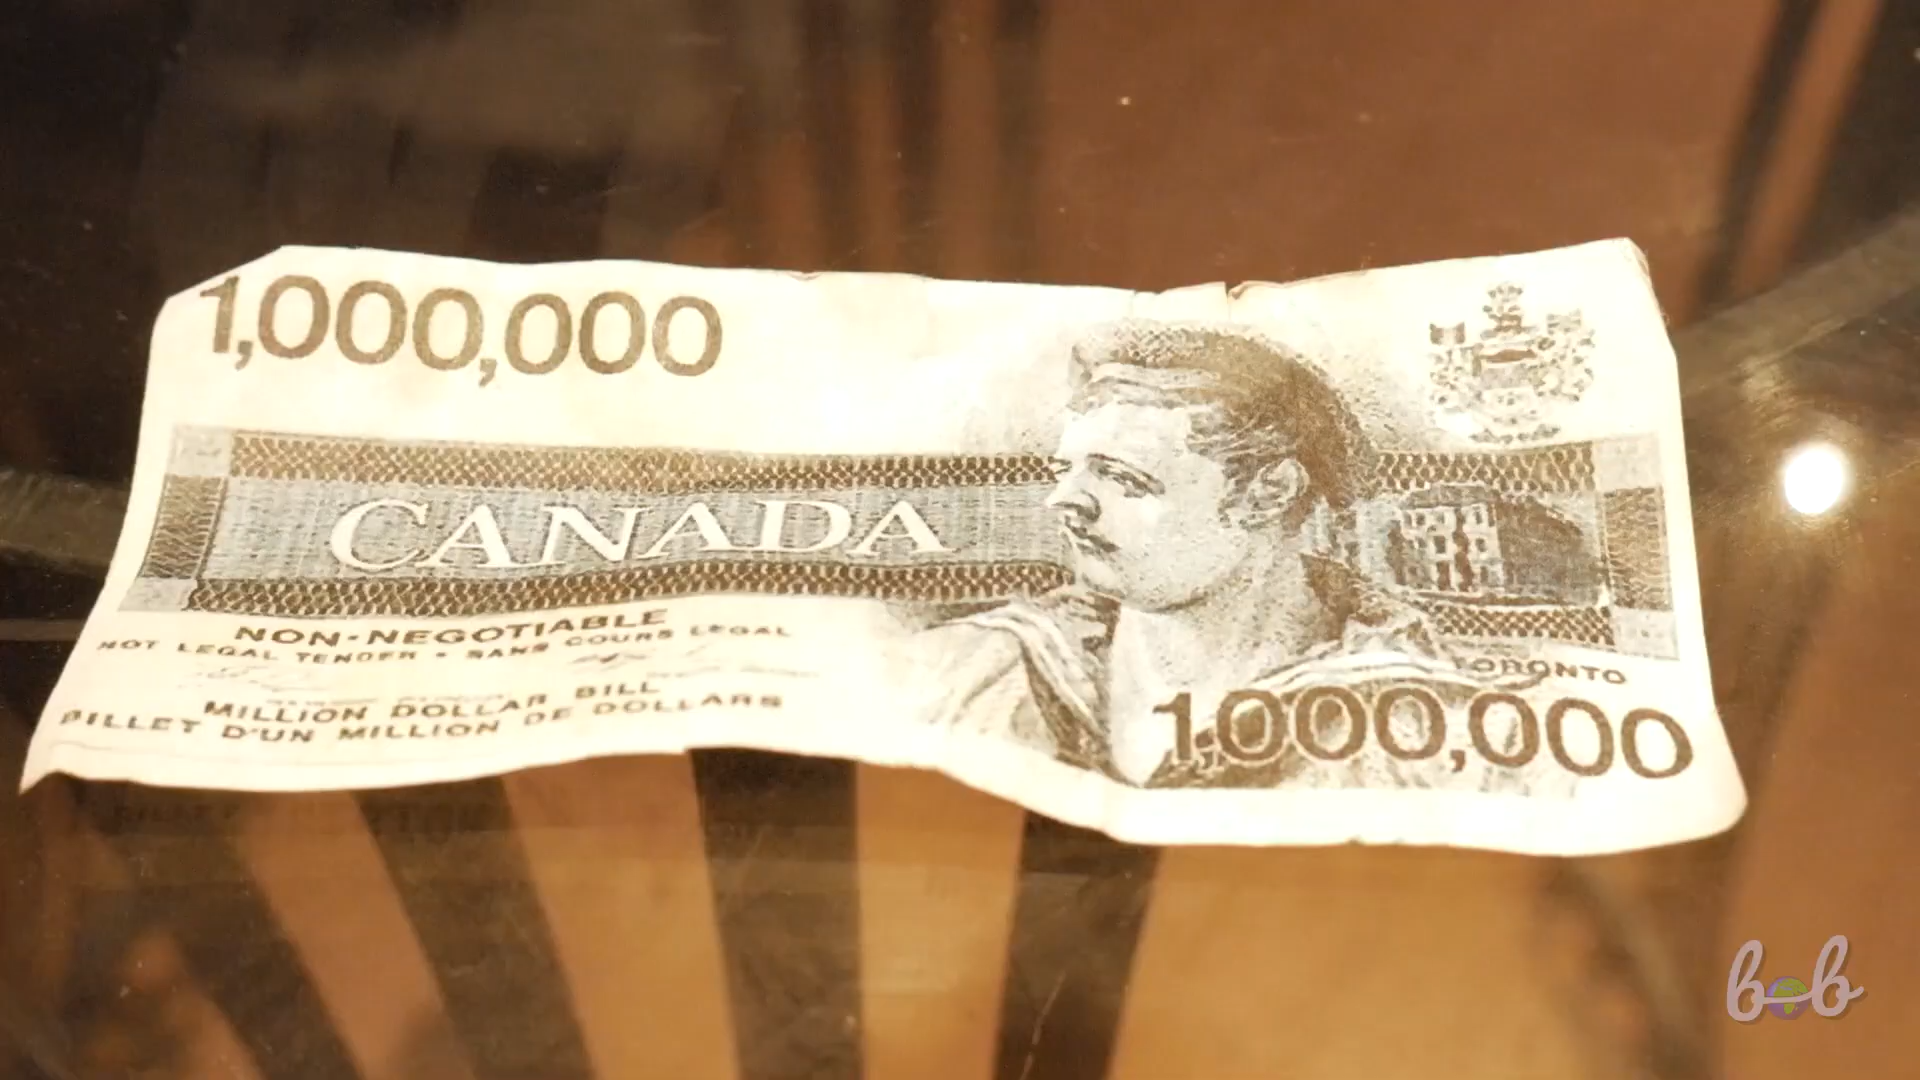 1,000,000
CANADA
NON-NEGOTIABLE
NOT LEGAL TENDER • SANS COURS LEGAL
MILLION DOLLAR BILL
BILLET D'UN MILLION DE DOLLARS
TORONTO
1,000,000
bob